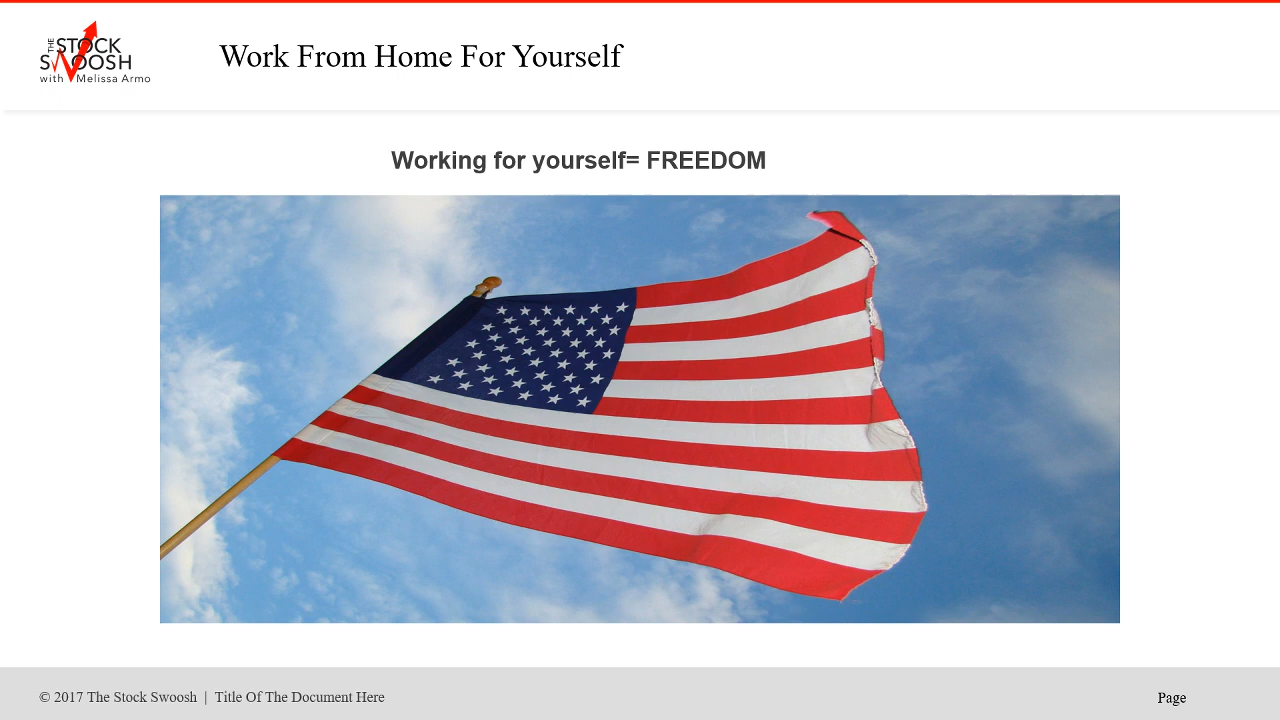 THE STOCK
SWOOSH
with Melissa Armo
Work From Home For Yourself
Working for yourself= FREEDOM
© 2017 The Stock Swoosh | Title Of The Document Here
Page